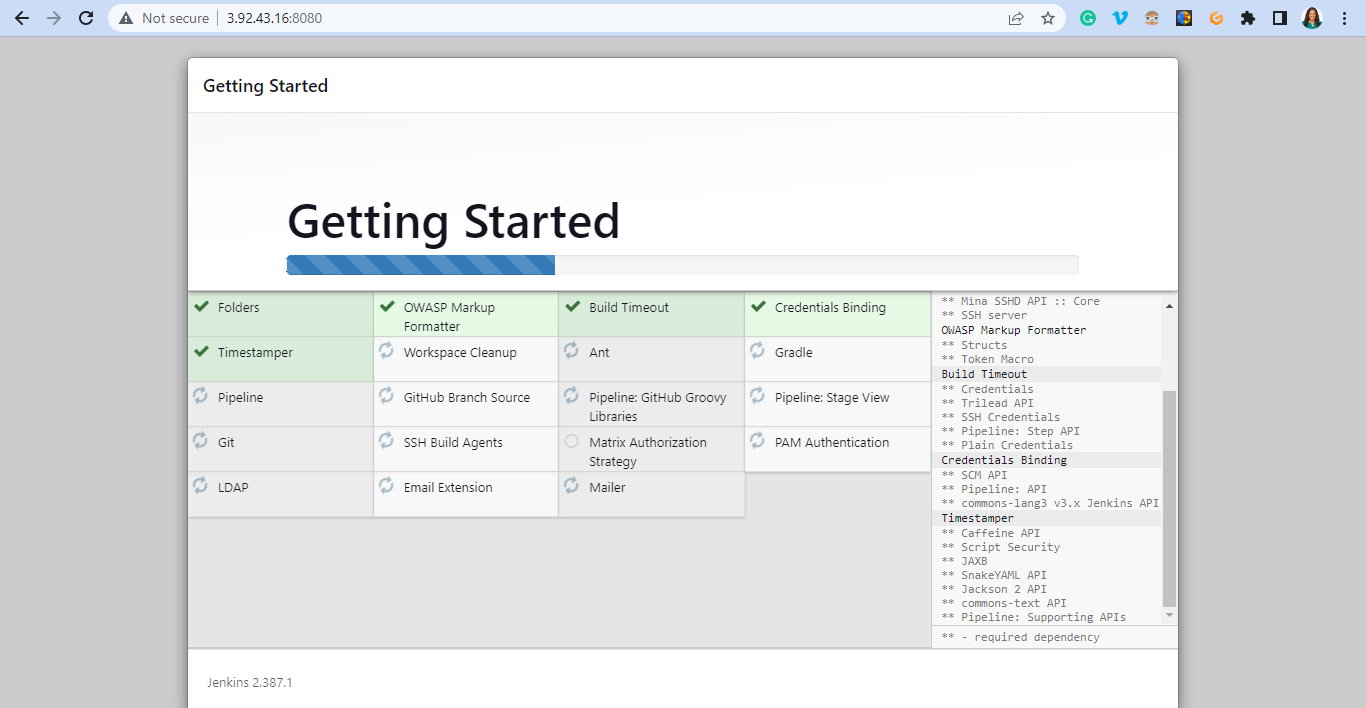 Not secure | 3.92.43.16:8080
Getting Started
Getting Started
Folders
OWASP Markup
Formatter
Build Timeout
Credentials Binding
Timestamper
Workspace Cleanup
Ant
Gradle
Pipeline
GitHub Branch Source
Pipeline: GitHub Groovy
Libraries
Pipeline: Stage View
Git
SSH Build Agents
Matrix Authorization
Strategy
PAM Authentication
LDAP
Email Extension
Mailer
** Mina SSHD API :: Core
** SSH server
OWASP Markup Formatter
** Structs
** Token Macro
Build Timeout
** Credentials
** Trilead API
** SSH Credentials
** Pipeline: Step API
** Plain Credentials
Credentials Binding
** SCM API
** Pipeline: API
** commons-lang3 v3.x Jenkins API
Timestamper
** Caffeine API
** Script Security
** JAXB
** SnakeYAML API
** Jackson 2 API
** commons-text API
** Pipeline: Supporting APIs
** - required dependency
Jenkins 2.387.1